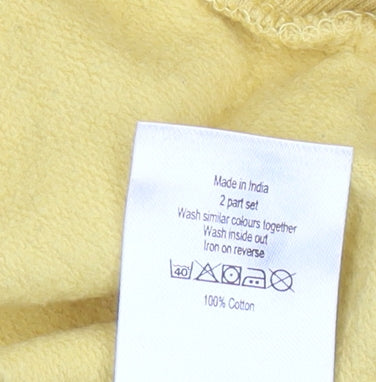 Made in India
2 part set
Wash similar colours together
Wash inside out
Iron on reverse
40
100% Cotton